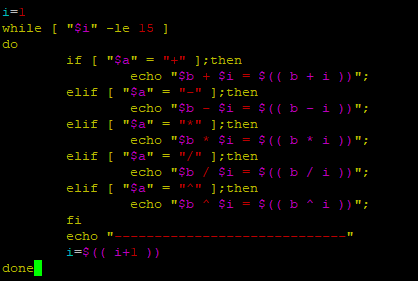 i=1
while [ "$i" -le 15 ]
do
        if [ "$a" = "+" ];then
                echo "$b + $i = $(( b + i ))";
        elif [ "$a" = "-" ];then
                echo "$b - $i = $(( b - i ))";
        elif [ "$a" = "*" ];then
                echo "$b * $i = $(( b * i ))";
        elif [ "$a" = "/" ];then
                echo "$b / $i = $(( b / i ))";
        elif [ "$a" = "^" ];then
                echo "$b ^ $i = $(( b ^ i ))";
        fi
        echo "-----------------------------"
        i=$(( i+1 ))
done